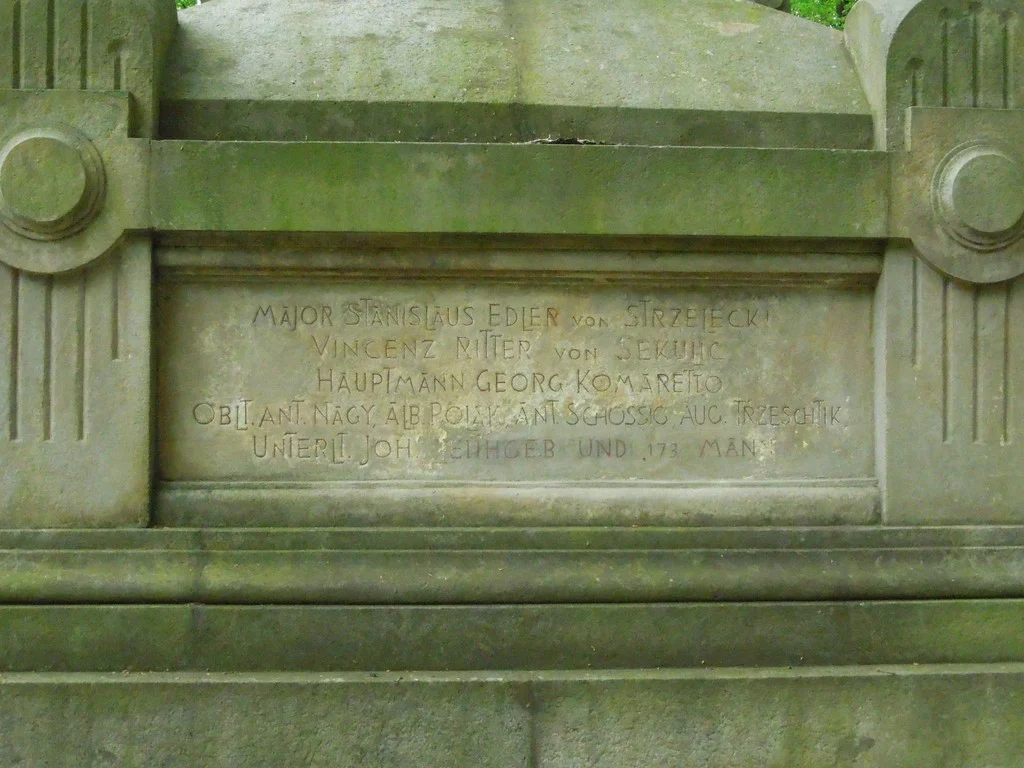 MAJOR STANISLAUS EDLER VON STRZELECKI
VINCENZ RITTER VON SEKULIC
HAUPTMANN GEORG KOMARETTO
OBLT. ANT. NAGY, ALB. POLAK, ANT. SCHÖSSIG, AUG. TRZESCHTIK,
UNTERLT. JOH. UND 173 MANN